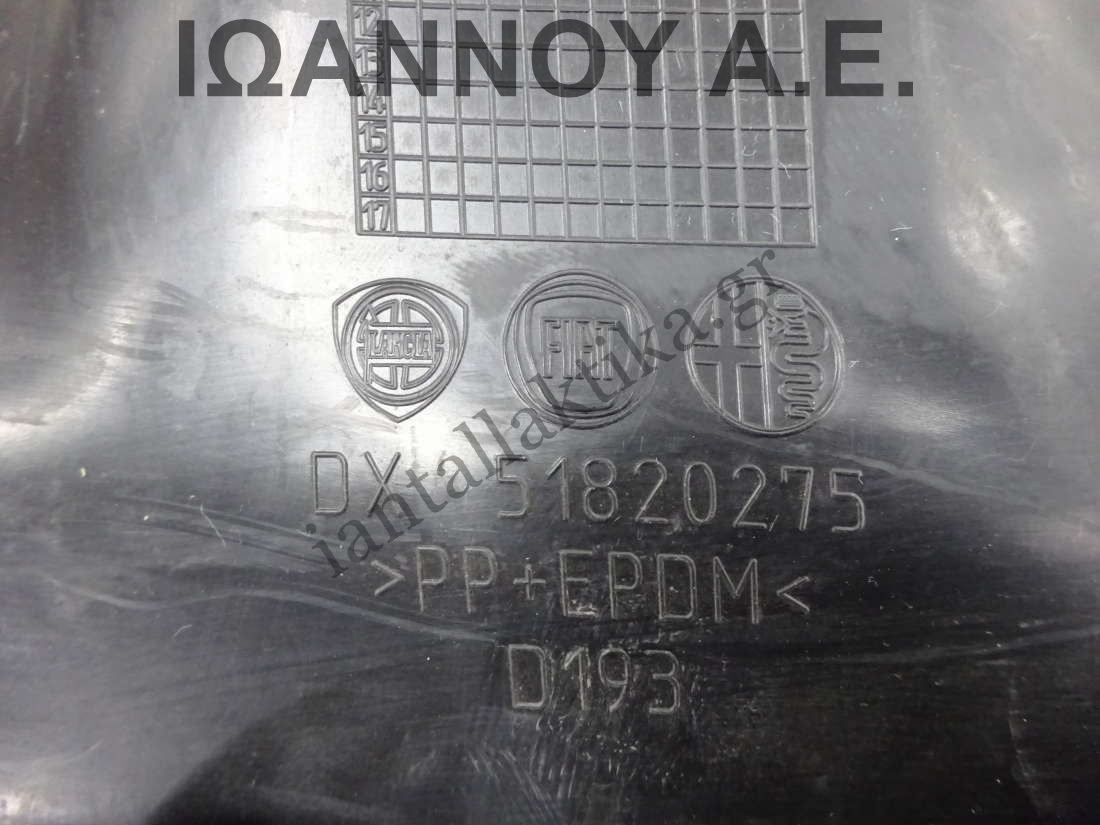 ΙΩΑΝΝΟΥ Α.Ε.
12
13
14
15
16
17
LANCIA
FIAT
DX 51820275
>PP+EPDM<
D193
iantallaktika.gr